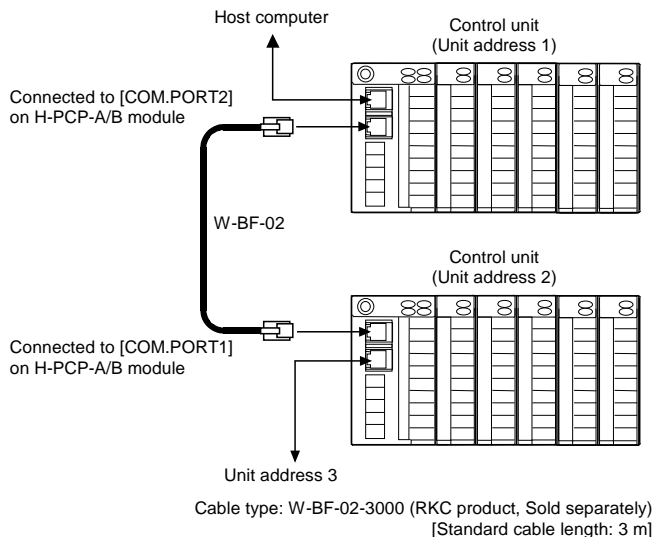 Host computer
Control unit
(Unit address 1)
Connected to [COM.PORT2]
on H-PCP-A/B module
W-BF-02
Control unit
(Unit address 2)
Connected to [COM.PORT1]
on H-PCP-A/B module
Unit address 3
Cable type: W-BF-02-3000 (RKC product, Sold separately)
[Standard cable length: 3 m]